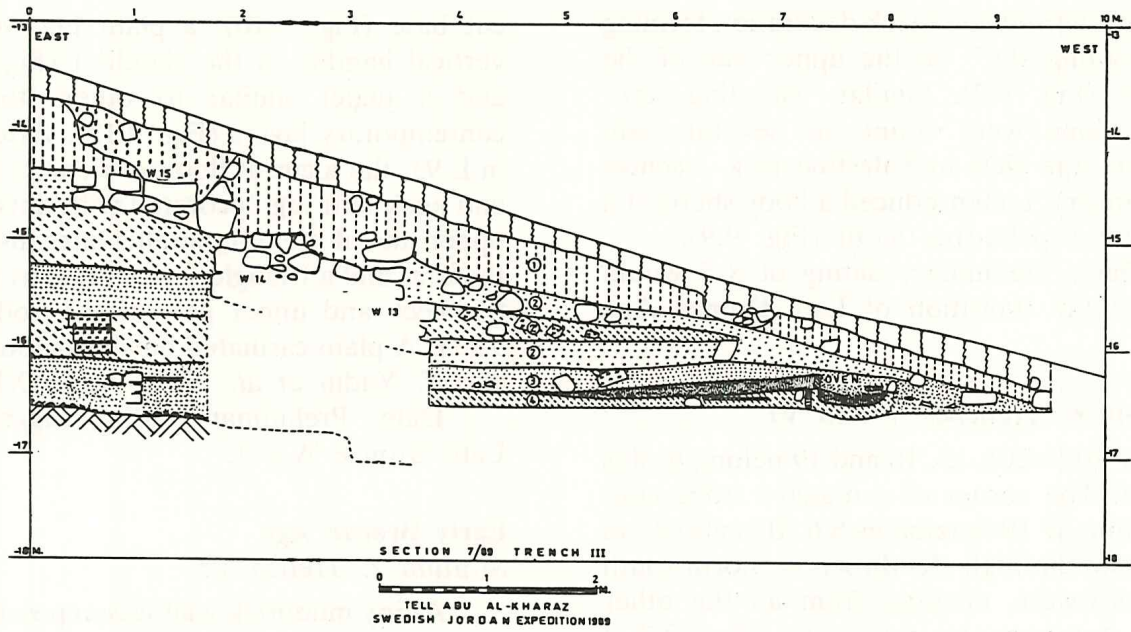 0 1 2 3 4 5 6 7 8 9 10 M.
-13 -13
EAST WEST
-14 -14
W 15
-15 -15
①
W 14
W 13
②
②
-16 ② -16
OVEN
③
④
-17 -17
-18 M. -18
SECTION 7/89 TRENCH III
0 1 2 M.
TELL ABU AL-KHARAZ
SWEDISH JORDAN EXPEDITION 1989